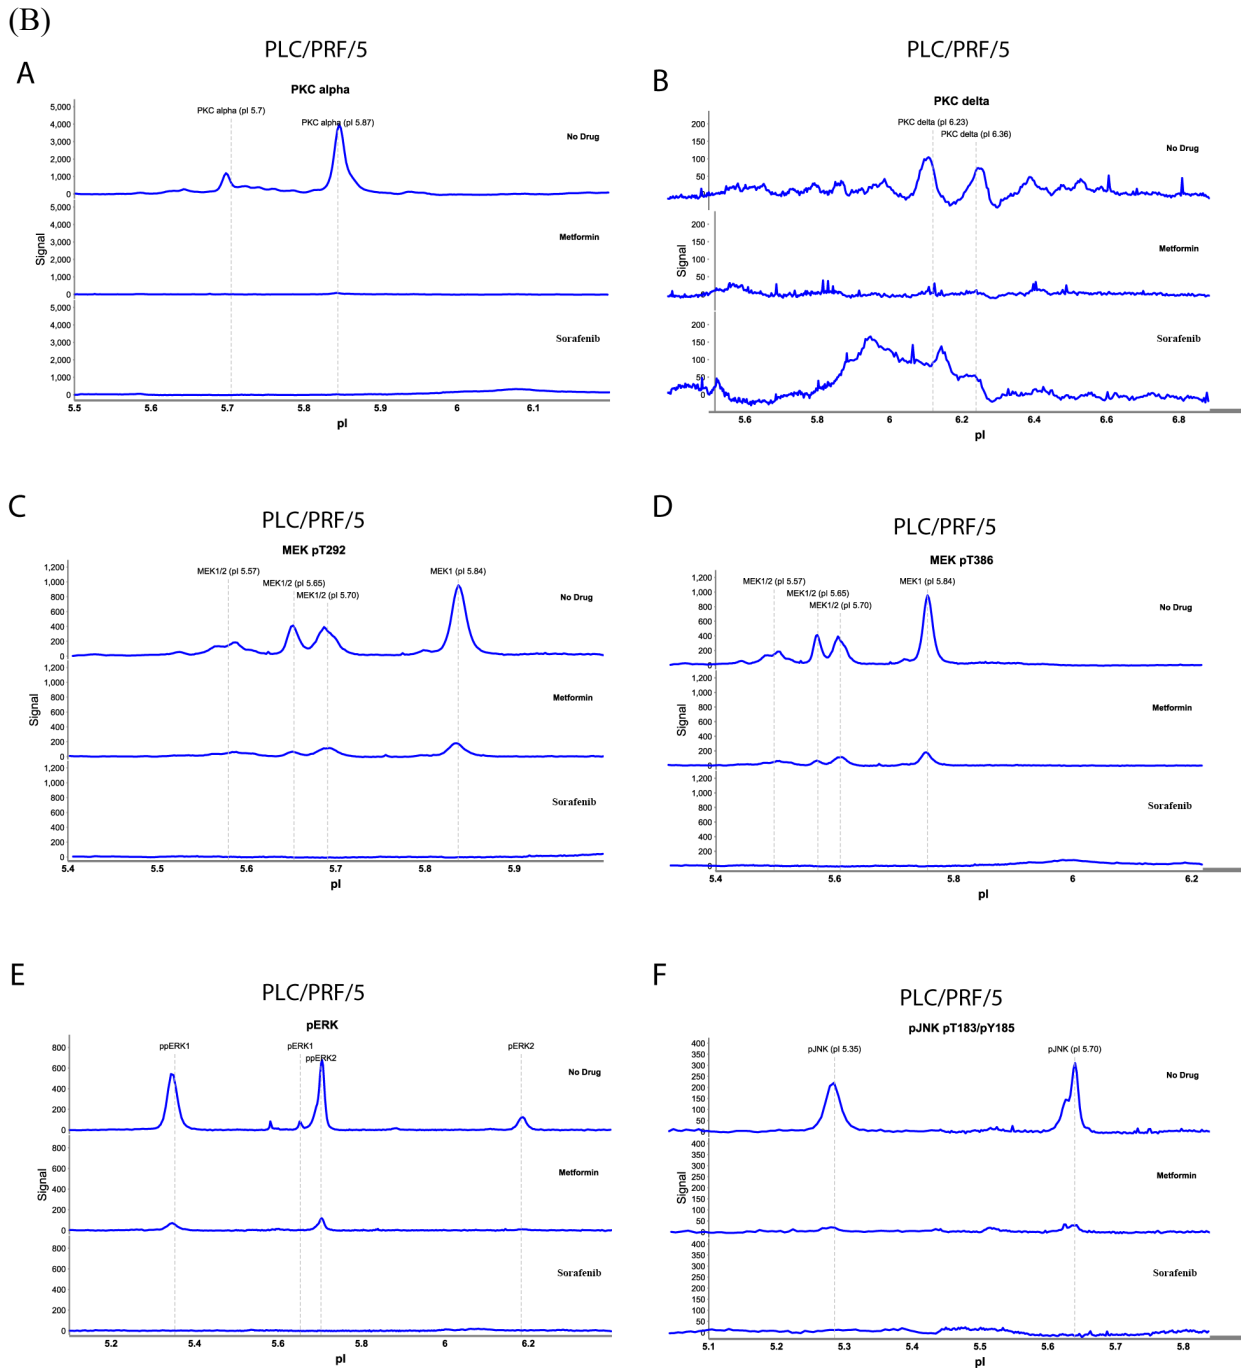 (B)
A
PLC/PRF/5
PKC alpha
5,000
4,000
3,000
2,000
1,000
0
PKC alpha (pI 5.7)
PKC alpha (pI 5.87)
No Drug
5,000
4,000
3,000
2,000
1,000
0
Metformin
5,000
4,000
3,000
2,000
1,000
0
Sorafenib
Signal
5.5 5.6 5.7 5.8 5.9 6 6.1
pI
B
PLC/PRF/5
PKC delta
200
150
100
50
0
PKC delta (pI 6.23)
PKC delta (pI 6.36)
No Drug
200
150
100
50
0
Metformin
200
150
100
50
0
Sorafenib
Signal
5.6 5.8 6 6.2 6.4 6.6 6.8
pI
C
PLC/PRF/5
MEK pT292
1,200
1,000
800
600
400
200
0
MEK1/2 (pI 5.57)
MEK1/2 (pI 5.65)
MEK1/2 (pI 5.70)
MEK1 (pI 5.84)
No Drug
1,200
1,000
800
600
400
200
0
Metformin
1,200
1,000
800
600
400
200
0
Sorafenib
Signal
5.4 5.5 5.6 5.7 5.8 5.9
pI
D
PLC/PRF/5
MEK pT386
1,200
1,000
800
600
400
200
0
MEK1/2 (pI 5.57)
MEK1/2 (pI 5.65)
MEK1/2 (pI 5.70)
MEK1 (pI 5.84)
No Drug
1,200
1,000
800
600
400
200
0
Metformin
1,200
1,000
800
600
400
200
0
Sorafenib
Signal
5.4 5.6 5.8 6 6.2
pI
E
PLC/PRF/5
pERK
800
600
400
200
0
ppERK1
pERK1
ppERK2
pERK2
No Drug
800
600
400
200
0
Metformin
800
600
400
200
0
Sorafenib
Signal
5.2 5.4 5.6 5.8 6 6.2
pI
F
PLC/PRF/5
pJNK pT183/pY185
400
350
300
250
200
150
100
50
0
pJNK (pI 5.35)
pJNK (pI 5.70)
No Drug
400
350
300
250
200
150
100
50
0
Metformin
400
350
300
250
200
150
100
50
0
Sorafenib
Signal
5.1 5.2 5.3 5.4 5.5 5.6 5.7 5.8
pI